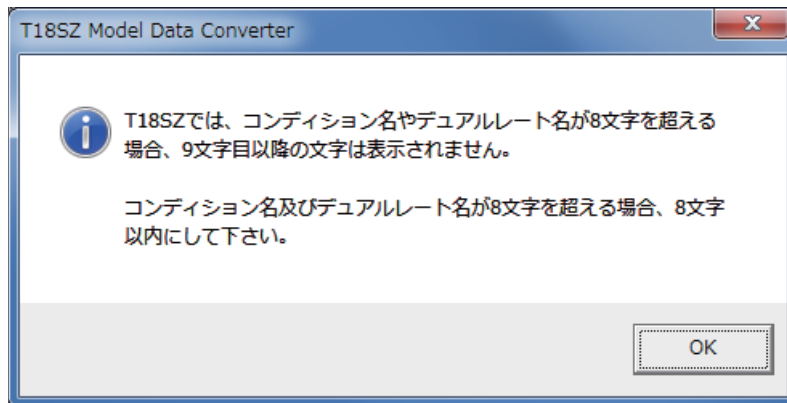 T18SZ Model Data Converter
T18SZでは、コンディション名やデュアルレート名が8文字を超える
場合、9文字目以降の文字は表示されません。
コンディション名及びデュアルレート名が8文字を超える場合、8文字
以内にして下さい。
OK